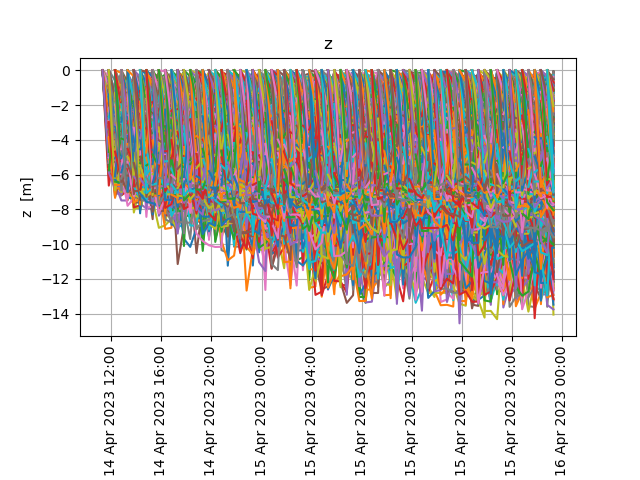 z
0
−2
−4
−6
−8
−10
−12
−14
z [m]
14 Apr 2023 12:00
14 Apr 2023 16:00
14 Apr 2023 20:00
15 Apr 2023 00:00
15 Apr 2023 04:00
15 Apr 2023 08:00
15 Apr 2023 12:00
15 Apr 2023 16:00
15 Apr 2023 20:00
16 Apr 2023 00:00